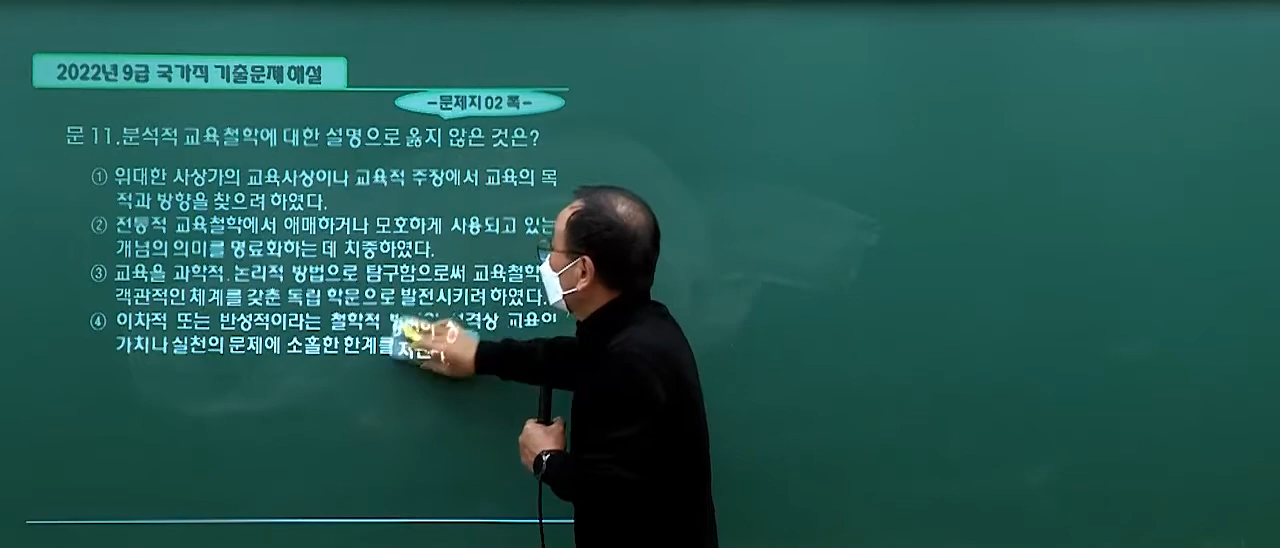 2022년 9급 국가직 기출문제 해설
-문제지 02 쪽-
문 11.분석적 교육철학에 대한 설명으로 옳지 않은 것은?
① 위대한 사상가의 교육사상이나 교육적 주장에서 교육의 목
적과 방향을 찾으려 하였다.
② 전통적 교육철학에서 애매하거나 모호하게 사용되고 있는
개념의 의미를 명료화하는 데 치중하였다.
③ 교육을 과학적, 논리적 방법으로 탐구함으로써 교육철학
객관적인 체계를 갖춘 독립 학문으로 발전시키려 하였다.
④ 이차적 또는 반성적이라는 철학적 교육의
가치나 실천의 문제에 소홀한 한계를